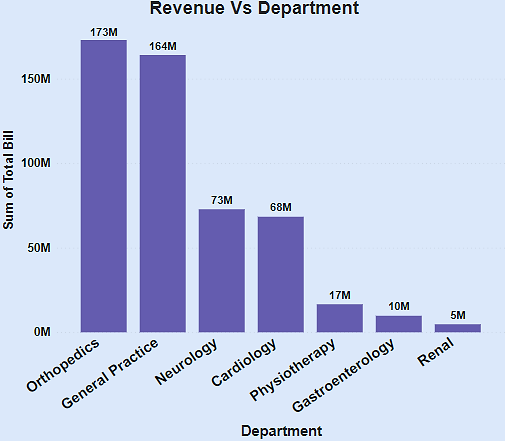 Revenue Vs Department
Sum of Total Bill
150M
100M
50M
0M
173M
164M
73M
68M
17M
10M
5M
Orthopedics
General Practice
Neurology
Cardiology
Physiotherapy
Gastroenterology
Renal
Department